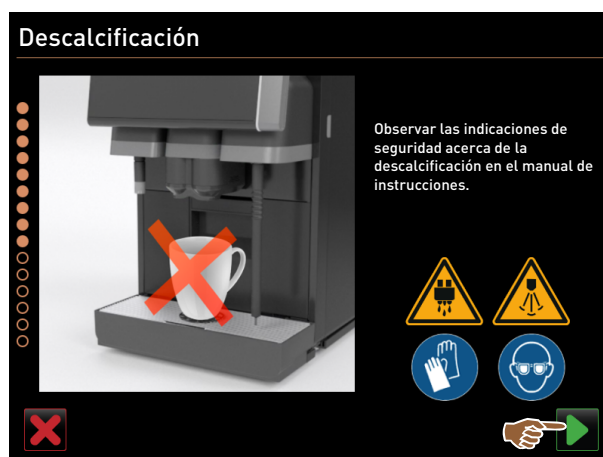 Descalcificación
Observar las indicaciones de
seguridad acerca de la
descalcificación en el manual de
instrucciones.